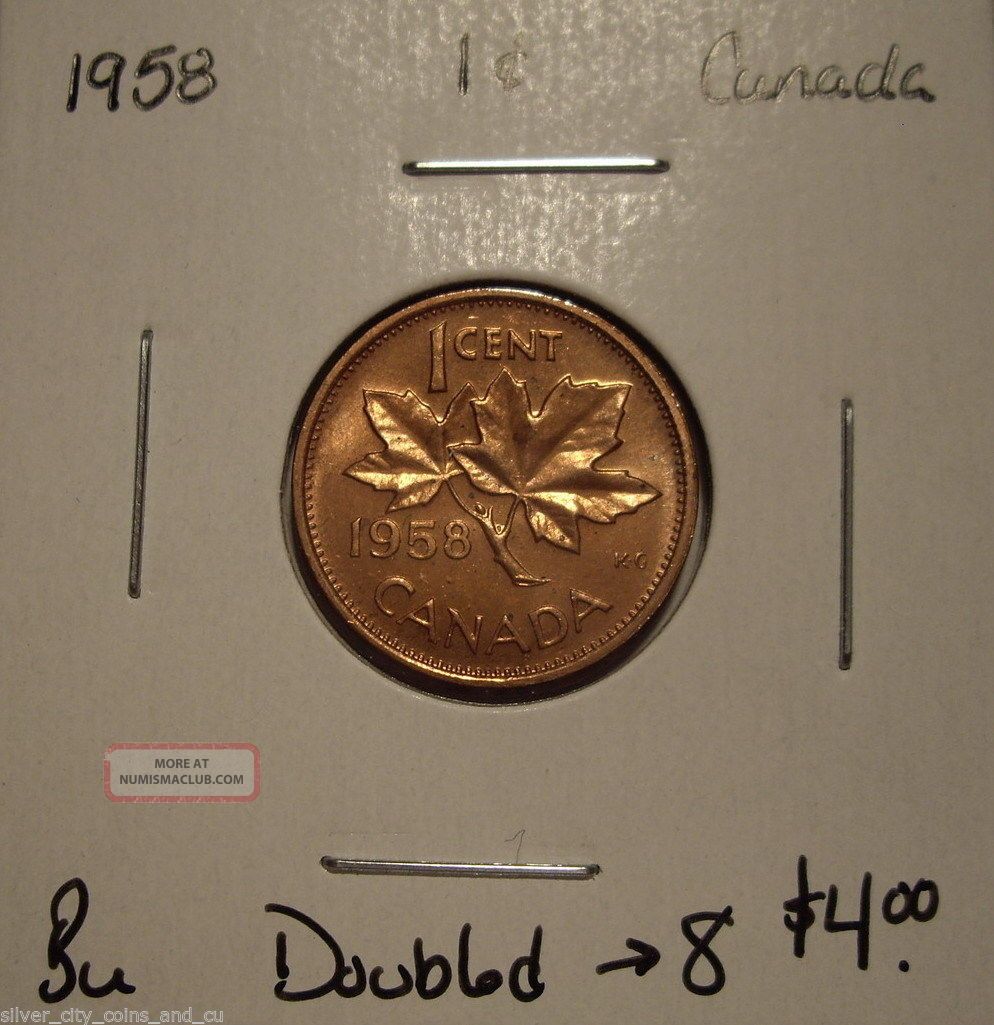 1958 1¢ Canada
1 CENT
1958
KG
CANADA
MORE AT
NUMISMACLUB.COM
Bu Doubled → 8 $4.00
silver_city_coins_and_cu